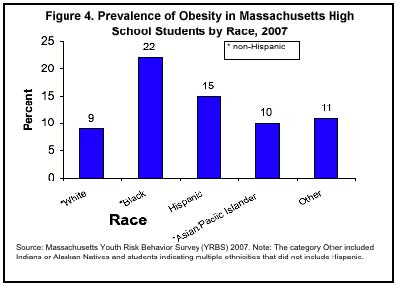 Figure 4. Prevalence of Obesity in Massachusetts High
School Students by Race, 2007
* non-Hispanic
25
20
15
10
5
0
Percent
9
22
15
10
11
*White
*Black
Hispanic
*Asian/Pacific Islander
Other
Race
Source: Massachusetts Youth Risk Behavior Survey (YRBS) 2007. Note: The category Other included
Indians or Alaskan Natives and students indicating multiple ethnicities that did not include Hispanic.